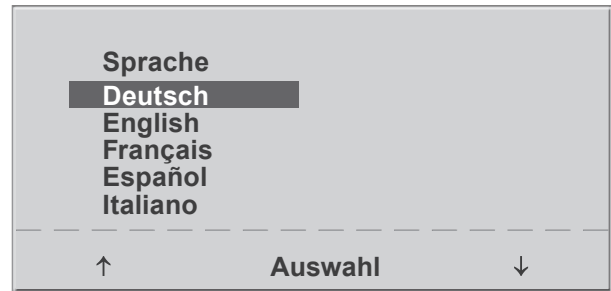 Sprache
Deutsch
English
Français
Español
Italiano
↑ Auswahl ↓